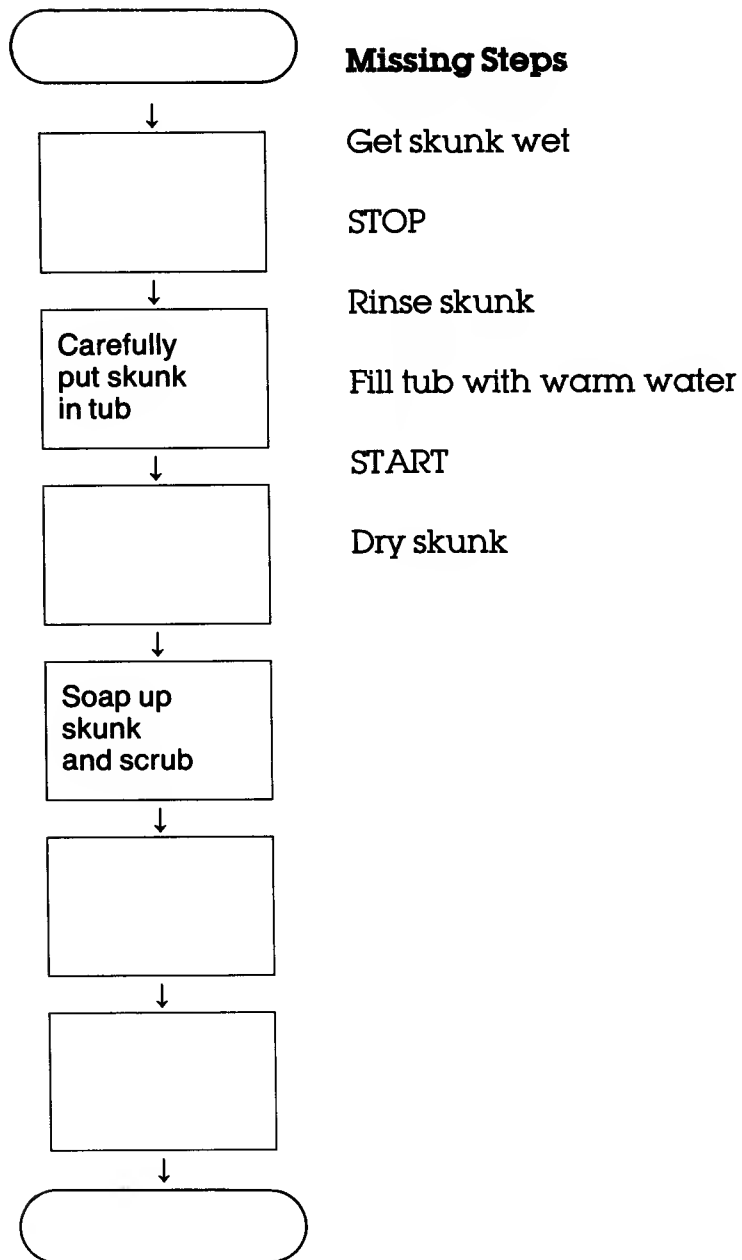 Missing Steps
Get skunk wet
STOP
Rinse skunk
Carefully
put skunk
in tub
Fill tub with warm water
START
Dry skunk
Soap up
skunk
and scrub